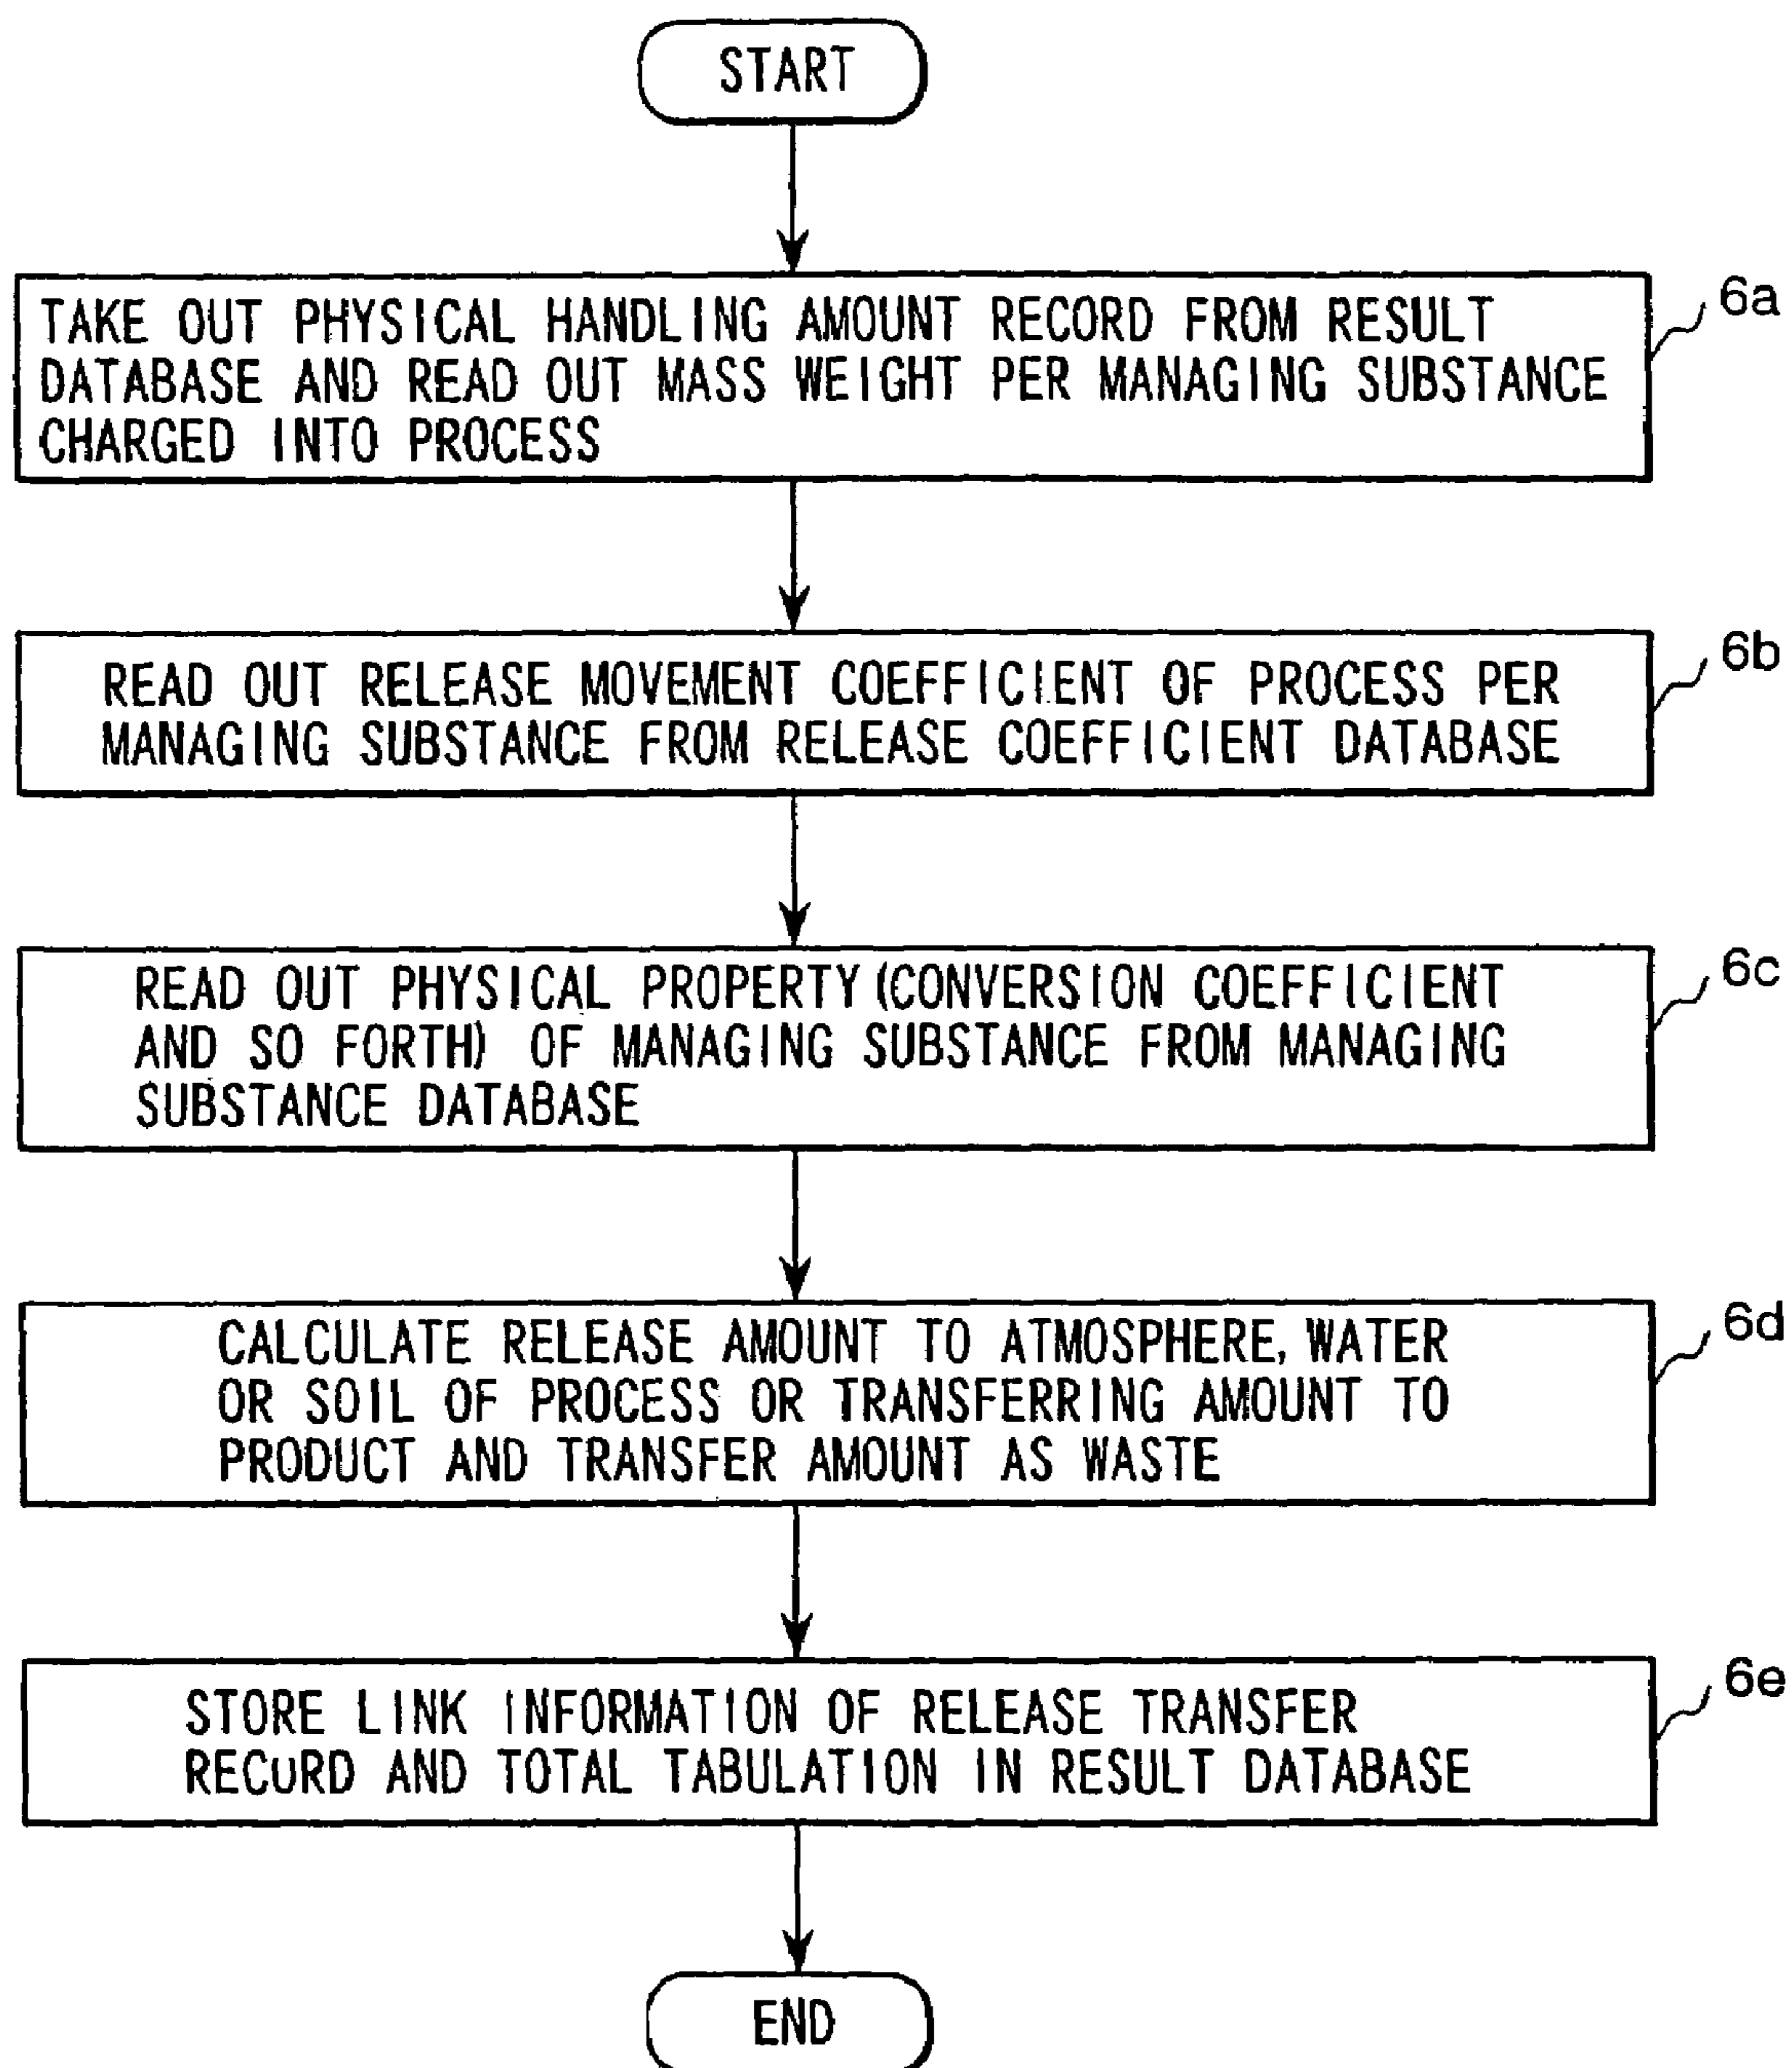 START
TAKE OUT PHYSICAL HANDLING AMOUNT RECORD FROM RESULT
DATABASE AND READ OUT MASS WEIGHT PER MANAGING SUBSTANCE
CHARGED INTO PROCESS
6a
READ OUT RELEASE MOVEMENT COEFFICIENT OF PROCESS PER
MANAGING SUBSTANCE FROM RELEASE COEFFICIENT DATABASE
6b
READ OUT PHYSICAL PROPERTY (CONVERSION COEFFICIENT
AND SO FORTH) OF MANAGING SUBSTANCE FROM MANAGING
SUBSTANCE DATABASE
6c
CALCULATE RELEASE AMOUNT TO ATMOSPHERE, WATER
OR SOIL OF PROCESS OR TRANSFERRING AMOUNT TO
PRODUCT AND TRANSFER AMOUNT AS WASTE
6d
STORE LINK INFORMATION OF RELEASE TRANSFER
RECORD AND TOTAL TABULATION IN RESULT DATABASE
6e
END